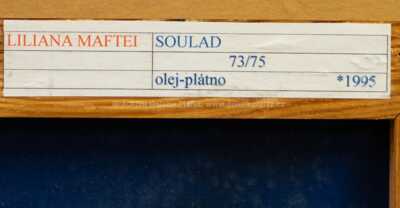 LILIANA MAFTEI SOULAD
73/75
olej-plátno *1995